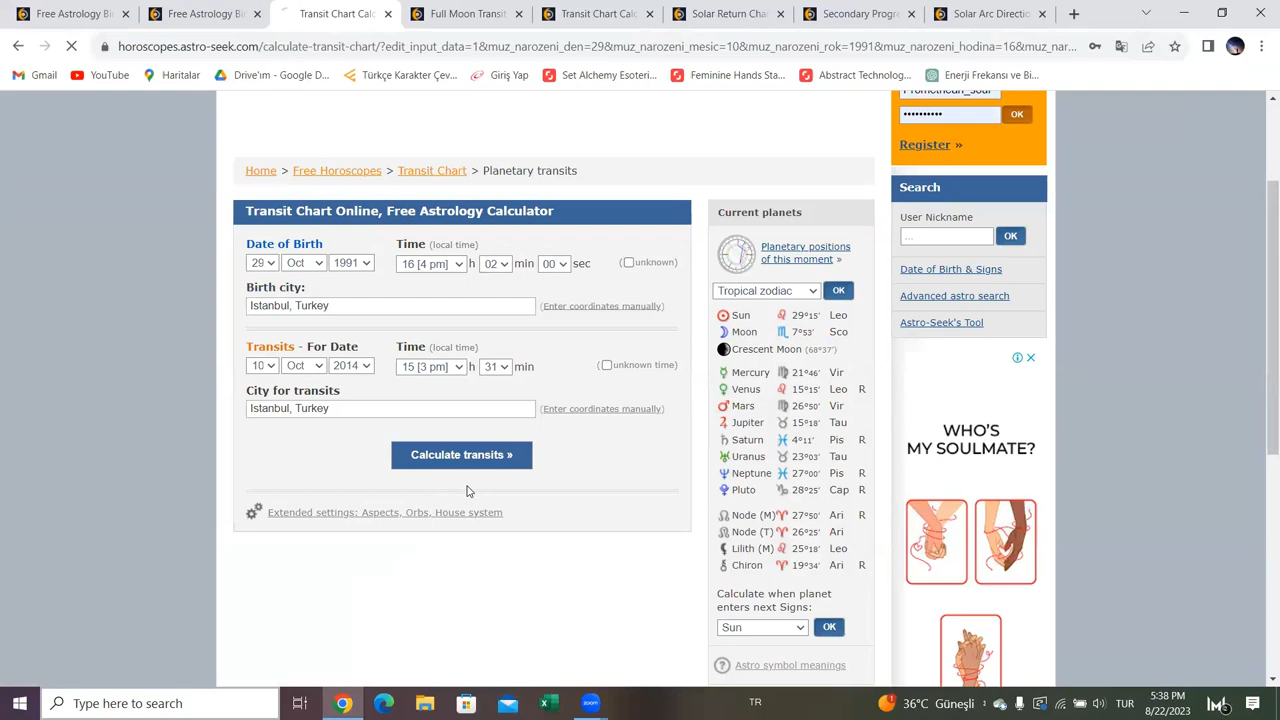 Free Astrology Bi
Free Astrology Bi
Transit Chart Calc
Full Moon Transit
Transit Chart Calc
Solar Return Char
Secondary Progre
Solar Arc Directio
horoscopes.astro-seek.com/calculate-transit-chart/?edit_input_data=1&muz_narozeni_den=29&muz_narozeni_mesic=10&muz_narozeni_rok=1991&muz_narozeni_hodina=16&muz_nar...
Gmail
YouTube
Haritalar
Drive'ım - Google D...
Türkçe Karakter Çev...
Giriş Yap
Set Alchemy Esoteri...
Feminine Hands Sta...
Abstract Technolog...
Enerji Frekansı ve Bi...
Promethean_soul
•••••••••• OK
Register »
Home > Free Horoscopes > Transit Chart > Planetary transits
Transit Chart Online, Free Astrology Calculator
Date of Birth
Time (local time)
29 Oct 1991 16 [4 pm] h 02 min 00 sec (unknown)
Birth city:
Istanbul, Turkey (Enter coordinates manually)
Transits - For Date
Time (local time)
10 Oct 2014 15 [3 pm] h 31 min (unknown time)
City for transits
Istanbul, Turkey (Enter coordinates manually)
Calculate transits »
Extended settings: Aspects, Orbs, House system
Current planets
Planetary positions
of this moment »
Tropical zodiac OK
Sun 29°15' Leo
Moon 7°53' Sco
Crescent Moon (68°37')
Mercury 21°46' Vir
Venus 15°15' Leo R
Mars 26°50' Vir
Jupiter 15°18' Tau
Saturn 4°11' Pis R
Uranus 23°03' Tau
Neptune 27°00' Pis R
Pluto 28°25' Cap R
Node (M) 27°50' Ari R
Node (T) 26°25' Ari R
Lilith (M) 25°18' Leo
Chiron 19°34' Ari R
Calculate when planet
enters next Signs:
Sun OK
Astro symbol meanings
Search
User Nickname
... OK
Date of Birth & Signs
Advanced astro search
Astro-Seek's Tool
WHO'S
MY SOULMATE?
Type here to search
TR
36°C Güneşli
TUR
5:38 PM
8/22/2023